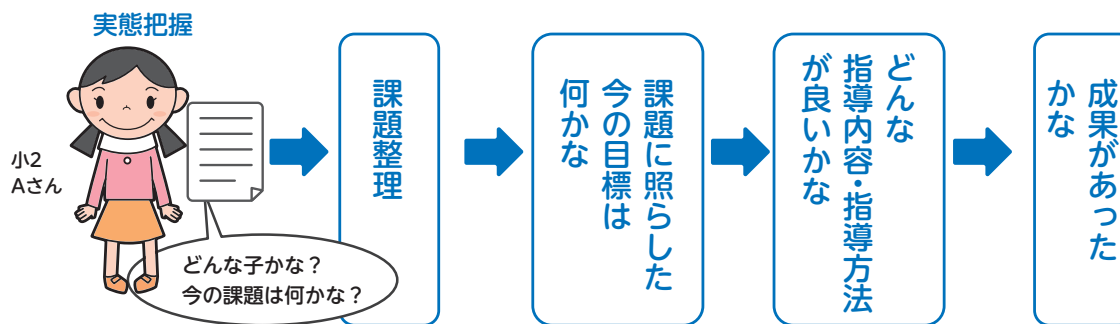 実態把握
小2
Aさん
どんな子かな？
今の課題は何かな？
課題整理
課題に照らした
今の目標は
何かな
どんな
指導内容・指導方法
が良いかな
成果があった
かな